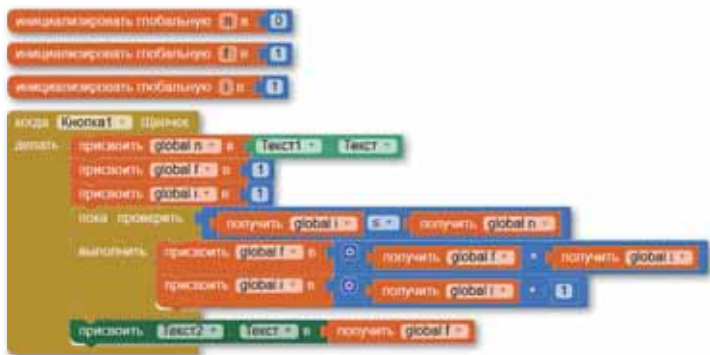 инициализировать глобальную n в 0
инициализировать глобальную f в 1
инициализировать глобальную i в 1
когда Кнопка1 Щелчок
делать присвоить global n в Текст1 Текст
присвоить global f в 1
присвоить global i в 1
пока проверять получить global i ≤ получить global n
выполнить присвоить global f в получить global f × получить global i
присвоить global i в получить global i + 1
присвоить Текст2 Текст в получить global f